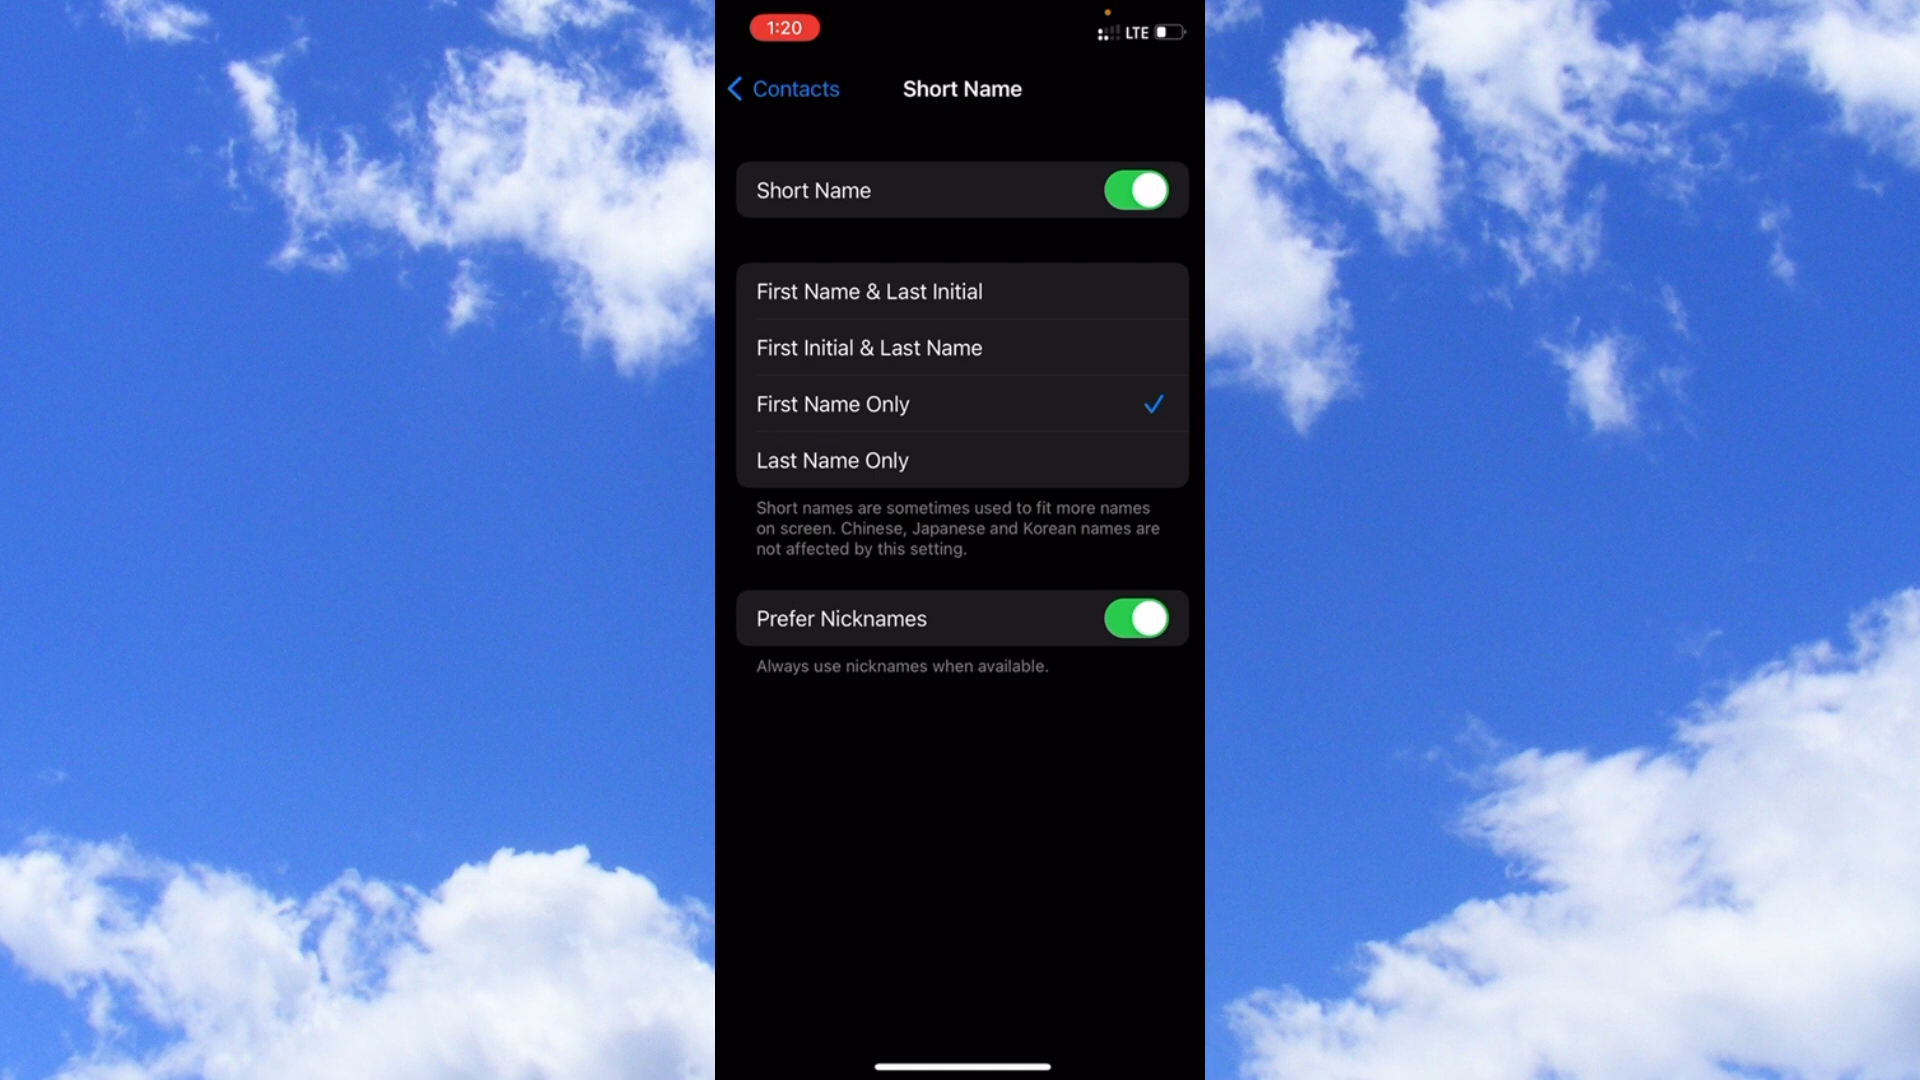 1:20
LTE
Contacts
Short Name
Short Name
First Name & Last Initial
First Initial & Last Name
First Name Only
Last Name Only
Short names are sometimes used to fit more names
on screen. Chinese, Japanese and Korean names are
not affected by this setting.
Prefer Nicknames
Always use nicknames when available.